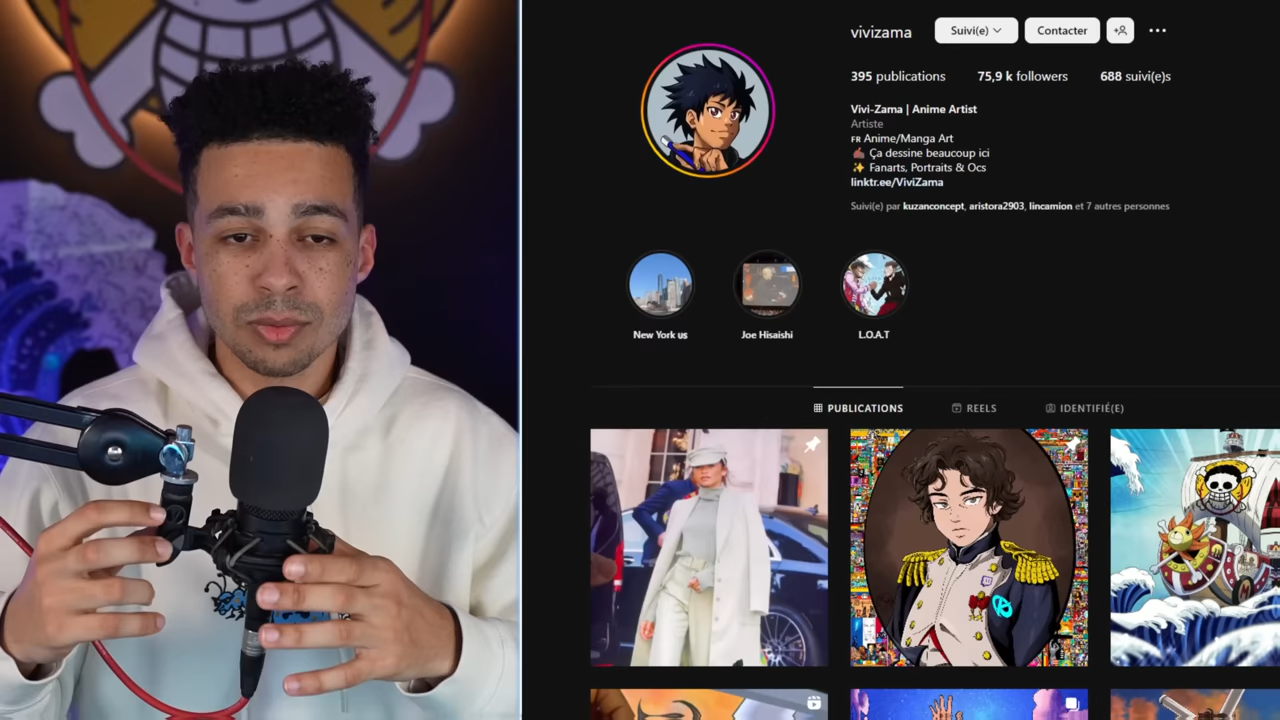 vivizama
Suivi(e)
Contacter
395 publications
75,9 k followers
688 suivi(e)s
Vivi-Zama | Anime Artist
Artiste
FR Anime/Manga Art
✍🏾 Ça dessine beaucoup ici
✨ Fanarts, Portraits & Ocs
linktr.ee/ViviZama
Suivi(e) par kuzanconcept, aristora2903, lincamion et 7 autres personnes
New York us
Joe Hisaishi
L.O.A.T
PUBLICATIONS
REELS
IDENTIFIÉ(E)